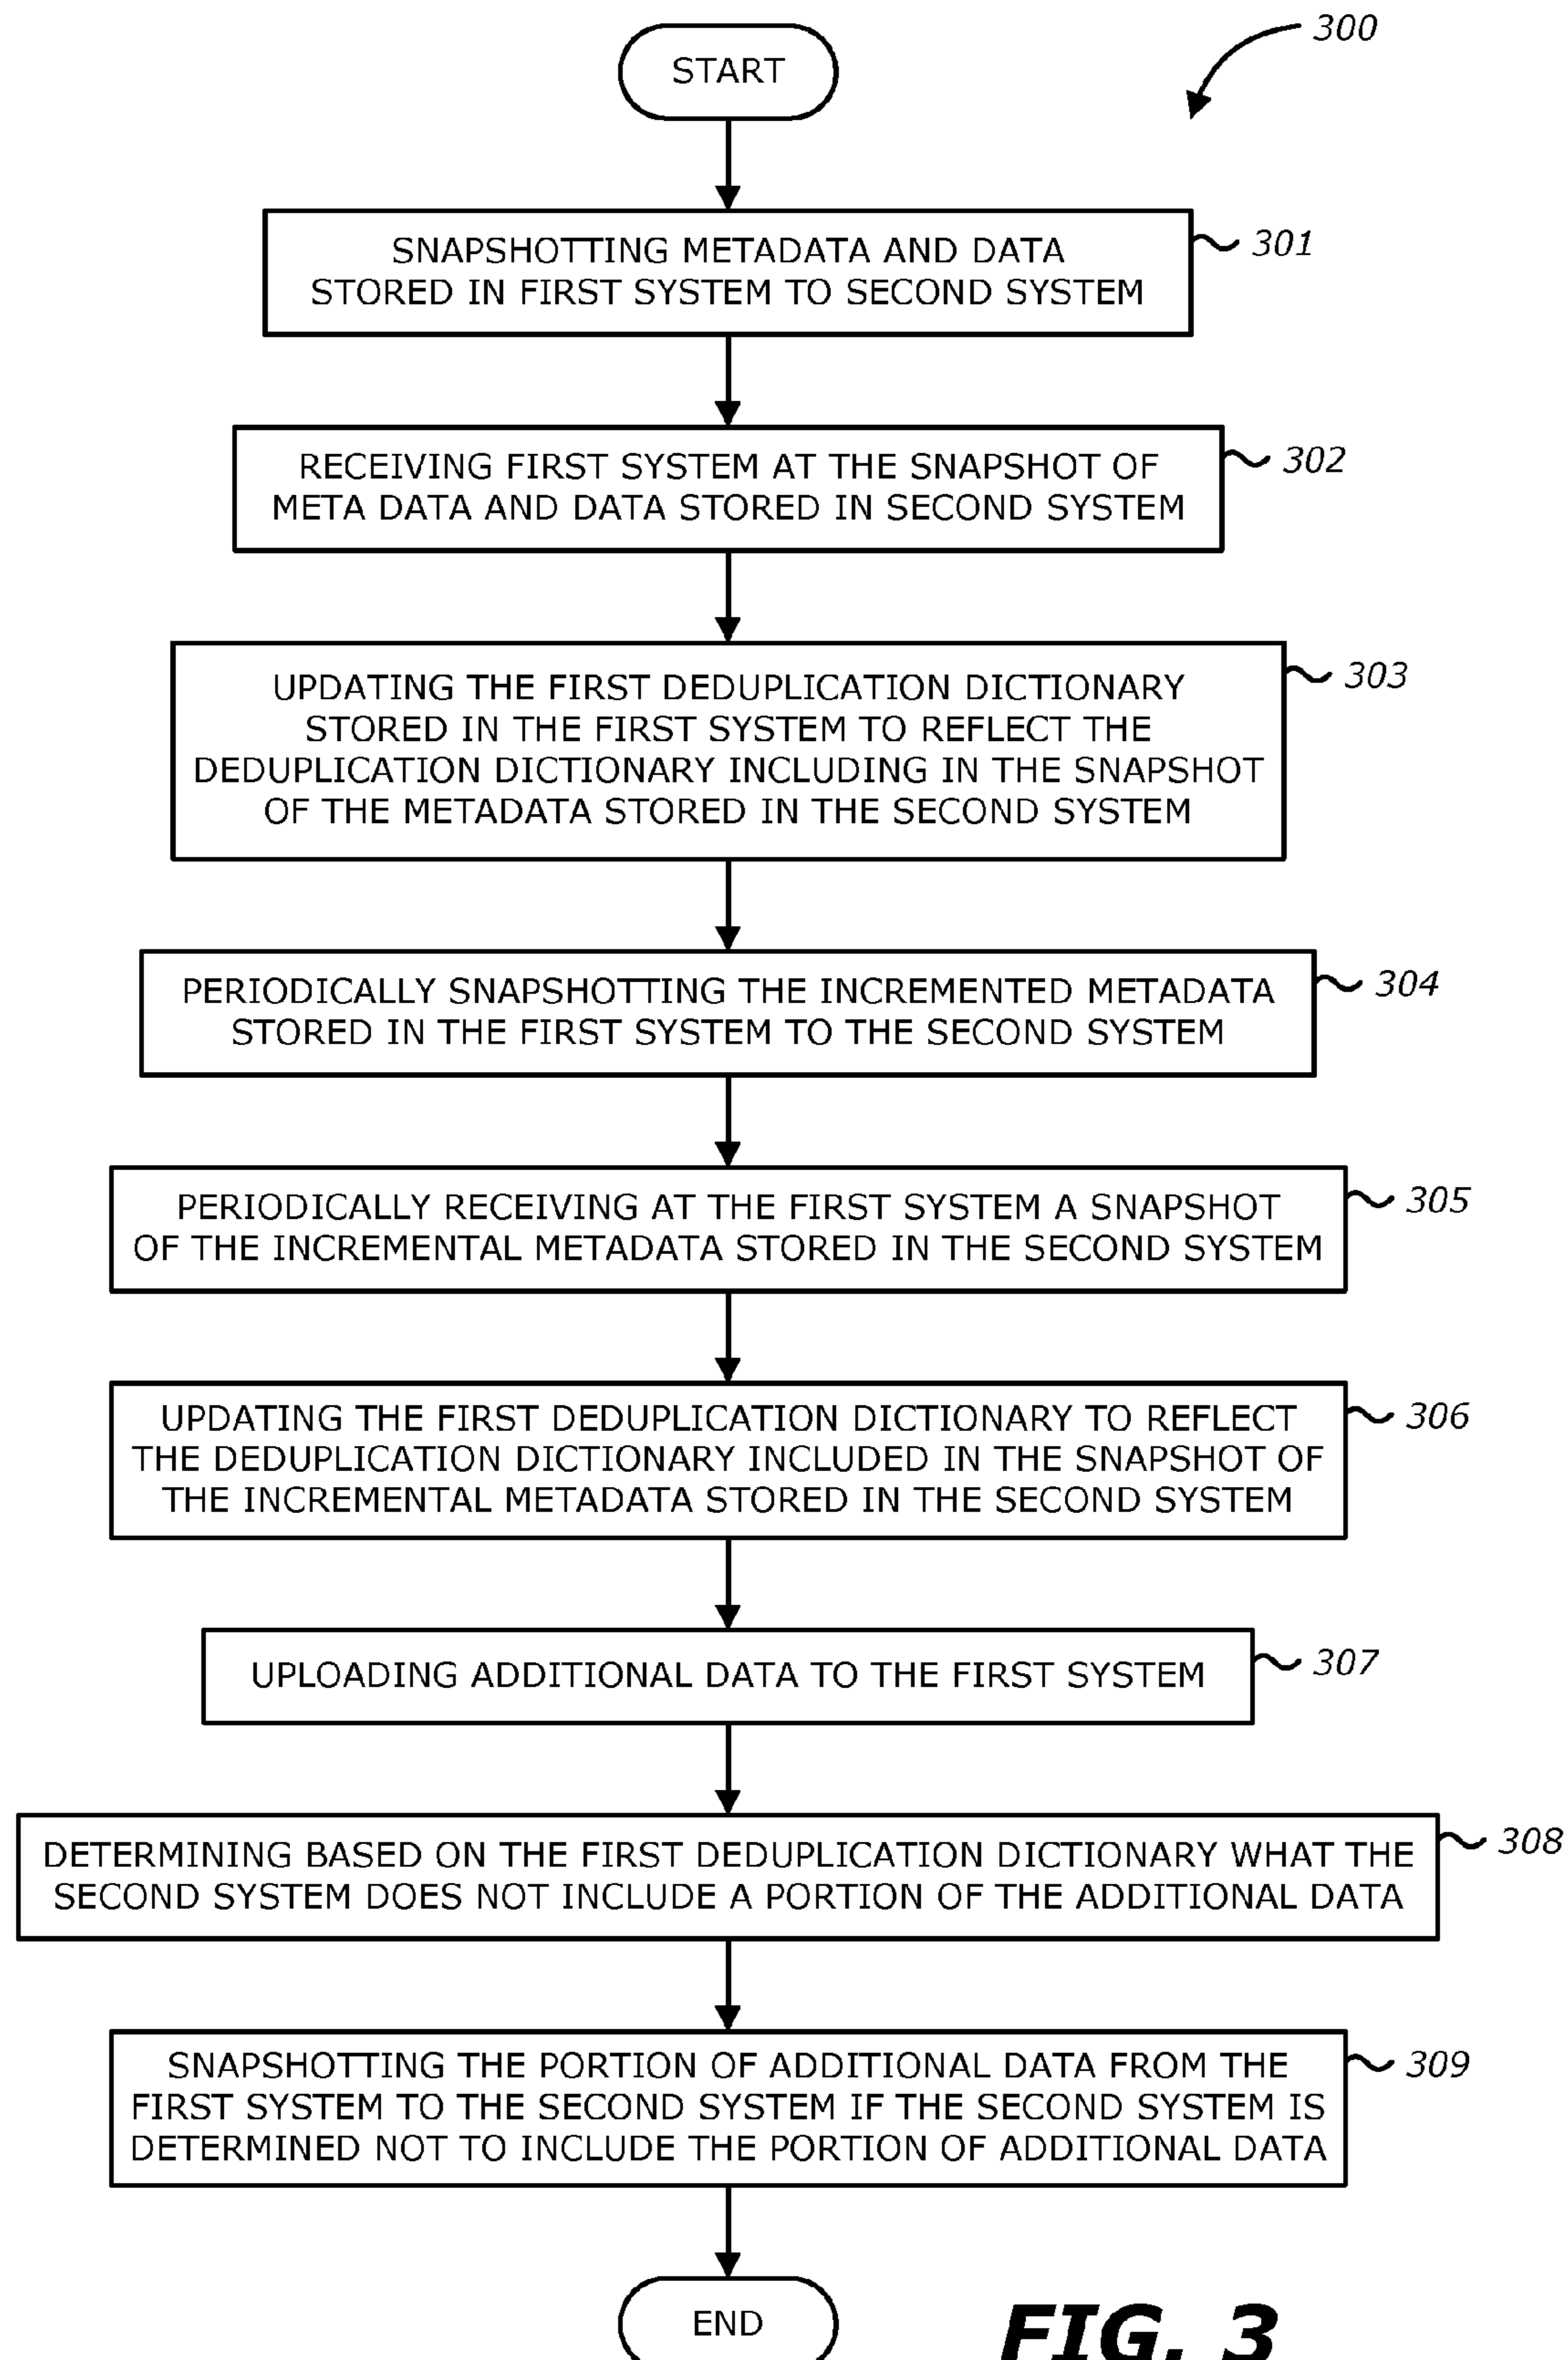 300
START
SNAPSHOTTING METADATA AND DATA
STORED IN FIRST SYSTEM TO SECOND SYSTEM
301
RECEIVING FIRST SYSTEM AT THE SNAPSHOT OF
META DATA AND DATA STORED IN SECOND SYSTEM
302
UPDATING THE FIRST DEDUPLICATION DICTIONARY
STORED IN THE FIRST SYSTEM TO REFLECT THE
DEDUPLICATION DICTIONARY INCLUDING IN THE SNAPSHOT
OF THE METADATA STORED IN THE SECOND SYSTEM
303
PERIODICALLY SNAPSHOTTING THE INCREMENTED METADATA
STORED IN THE FIRST SYSTEM TO THE SECOND SYSTEM
304
PERIODICALLY RECEIVING AT THE FIRST SYSTEM A SNAPSHOT
OF THE INCREMENTAL METADATA STORED IN THE SECOND SYSTEM
305
UPDATING THE FIRST DEDUPLICATION DICTIONARY TO REFLECT
THE DEDUPLICATION DICTIONARY INCLUDED IN THE SNAPSHOT OF
THE INCREMENTAL METADATA STORED IN THE SECOND SYSTEM
306
UPLOADING ADDITIONAL DATA TO THE FIRST SYSTEM
307
DETERMINING BASED ON THE FIRST DEDUPLICATION DICTIONARY WHAT THE
SECOND SYSTEM DOES NOT INCLUDE A PORTION OF THE ADDITIONAL DATA
308
SNAPSHOTTING THE PORTION OF ADDITIONAL DATA FROM THE
FIRST SYSTEM TO THE SECOND SYSTEM IF THE SECOND SYSTEM IS
DETERMINED NOT TO INCLUDE THE PORTION OF ADDITIONAL DATA
309
END
FIG. 3